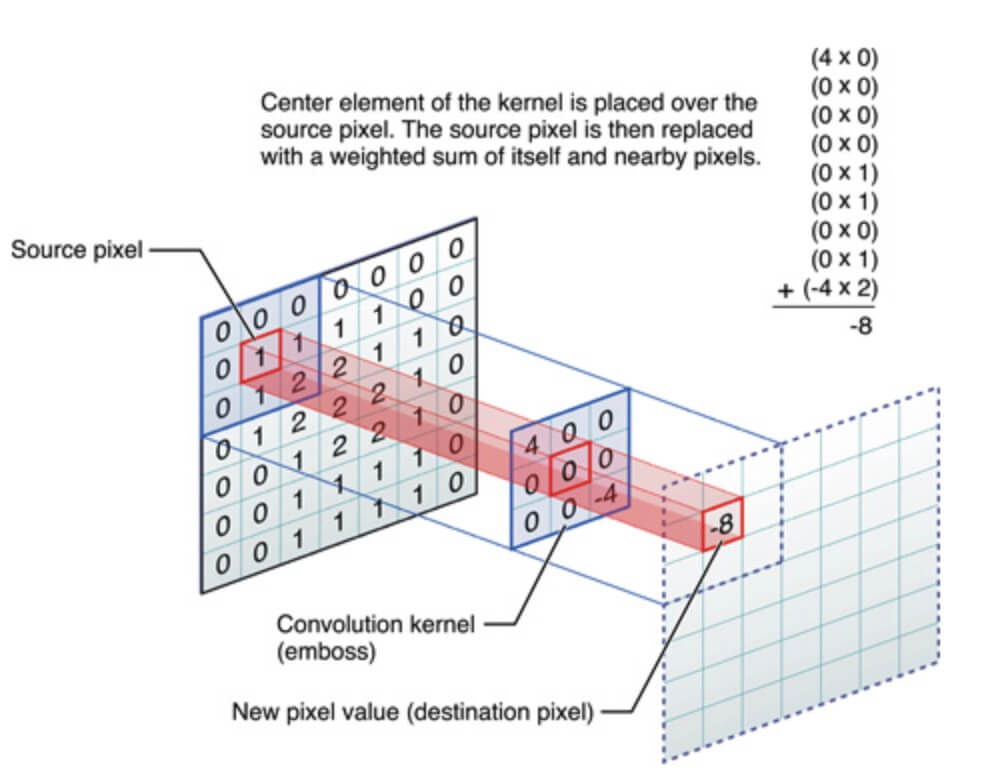 Center element of the kernel is placed over the
source pixel. The source pixel is then replaced
with a weighted sum of itself and nearby pixels.
(4 x 0)
(0 x 0)
(0 x 0)
(0 x 0)
(0 x 1)
(0 x 1)
(0 x 0)
(0 x 1)
+ (-4 x 2)
-8
Source pixel
0 0 0 0 0 0 0
0 1 1 1 1 0 0
0 1 2 2 1 1 0
0 1 2 2 2 1 0
0 0 1 2 2 1 0
0 0 1 1 1 1 0
0 0 1 1 1 1 0
4 0 0
0 0 0
0 0 -4
-8
Convolution kernel
(emboss)
New pixel value (destination pixel)